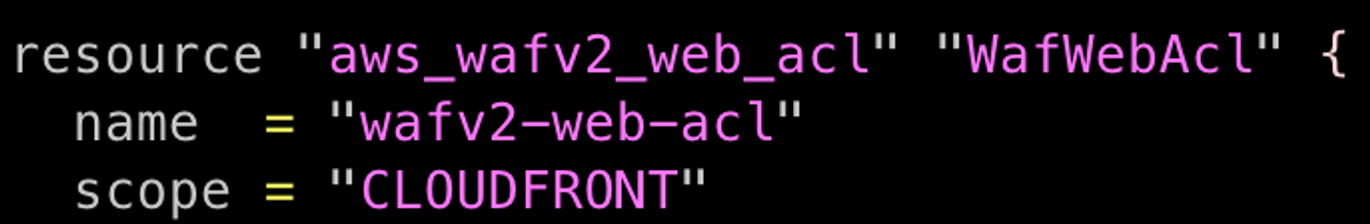 resource "aws_wafv2_web_acl" "WafWebAcl" {
  name  = "wafv2-web-acl"
  scope = "CLOUDFRONT"